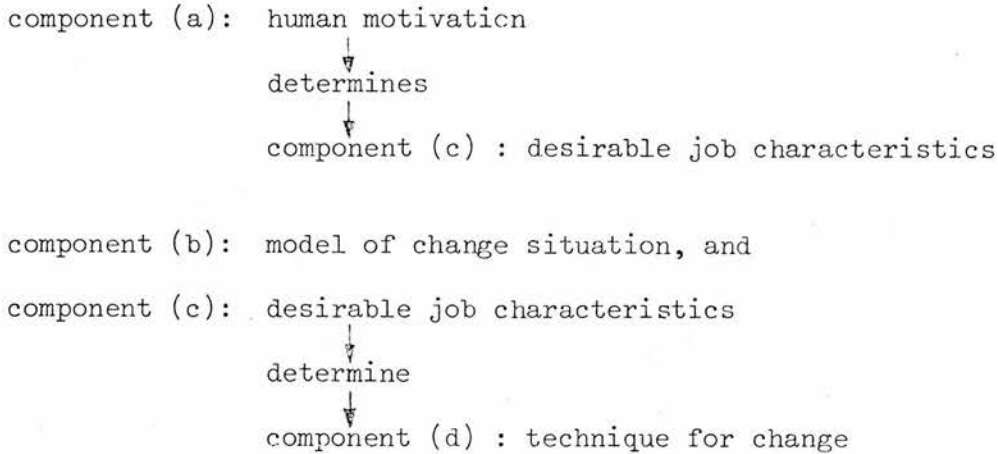 component (a): human motivation
determines
component (c) : desirable job characteristics
component (b): model of change situation, and
component (c): desirable job characteristics
determine
component (d) : technique for change